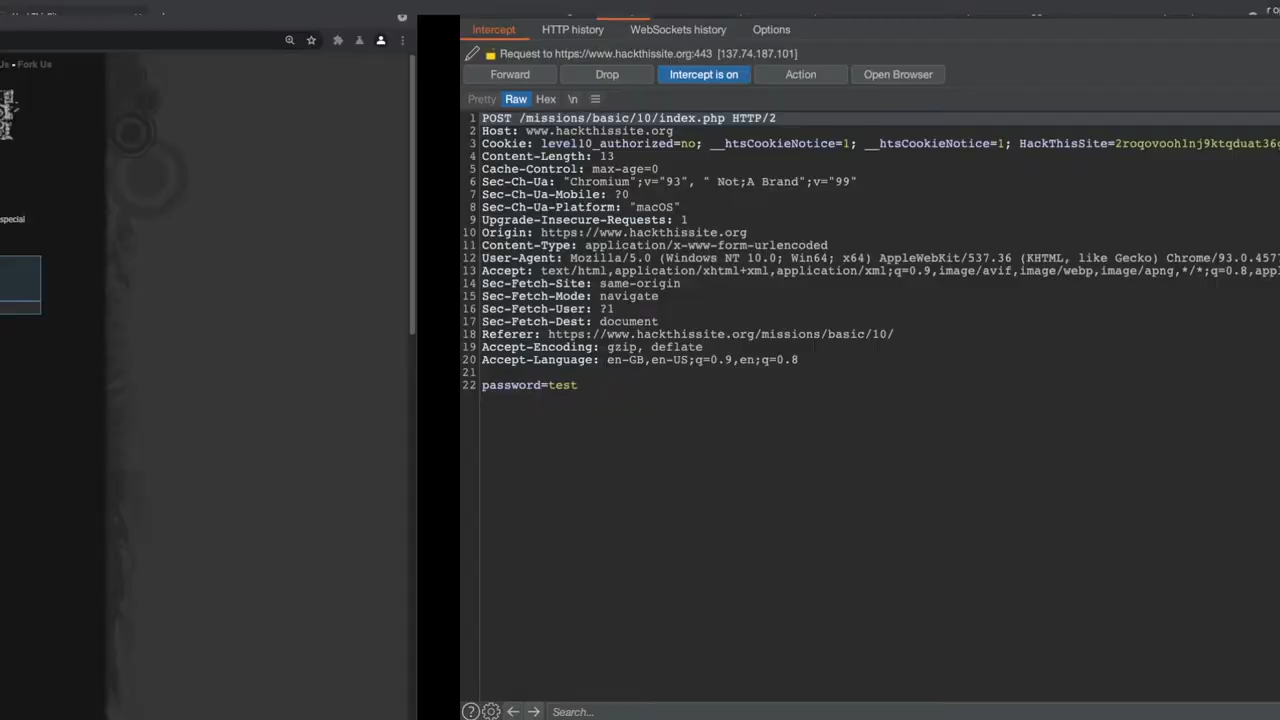 Us • Fork Us
special
Intercept HTTP history WebSockets history Options
Request to https://www.hackthissite.org:443 [137.74.187.101]
Forward Drop Intercept is on Action Open Browser
Pretty Raw Hex \n
1 POST /missions/basic/10/index.php HTTP/2
2 Host: www.hackthissite.org
3 Cookie: level10_authorized=no; __htsCookieNotice=1; __htsCookieNotice=1; HackThisSite=2roqovoohlnj9ktqduat36
4 Content-Length: 13
5 Cache-Control: max-age=0
6 Sec-Ch-Ua: "Chromium";v="93", " Not;A Brand";v="99"
7 Sec-Ch-Ua-Mobile: ?0
8 Sec-Ch-Ua-Platform: "macOS"
9 Upgrade-Insecure-Requests: 1
10 Origin: https://www.hackthissite.org
11 Content-Type: application/x-www-form-urlencoded
12 User-Agent: Mozilla/5.0 (Windows NT 10.0; Win64; x64) AppleWebKit/537.36 (KHTML, like Gecko) Chrome/93.0.4577
13 Accept: text/html,application/xhtml+xml,application/xml;q=0.9,image/avif,image/webp,image/apng,*/*;q=0.8,appl
14 Sec-Fetch-Site: same-origin
15 Sec-Fetch-Mode: navigate
16 Sec-Fetch-User: ?1
17 Sec-Fetch-Dest: document
18 Referer: https://www.hackthissite.org/missions/basic/10/
19 Accept-Encoding: gzip, deflate
20 Accept-Language: en-GB,en-US;q=0.9,en;q=0.8
21
22 password=test
Search...